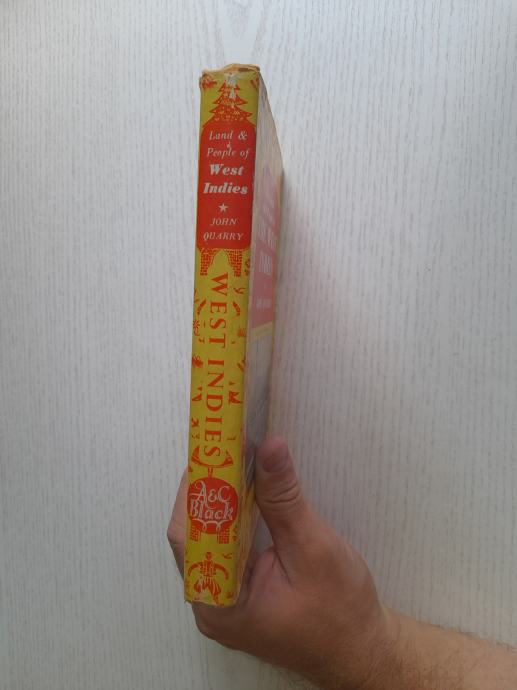 Land &
People of
West
Indies
JOHN
QUARRY
WEST INDIES
A&C
Black